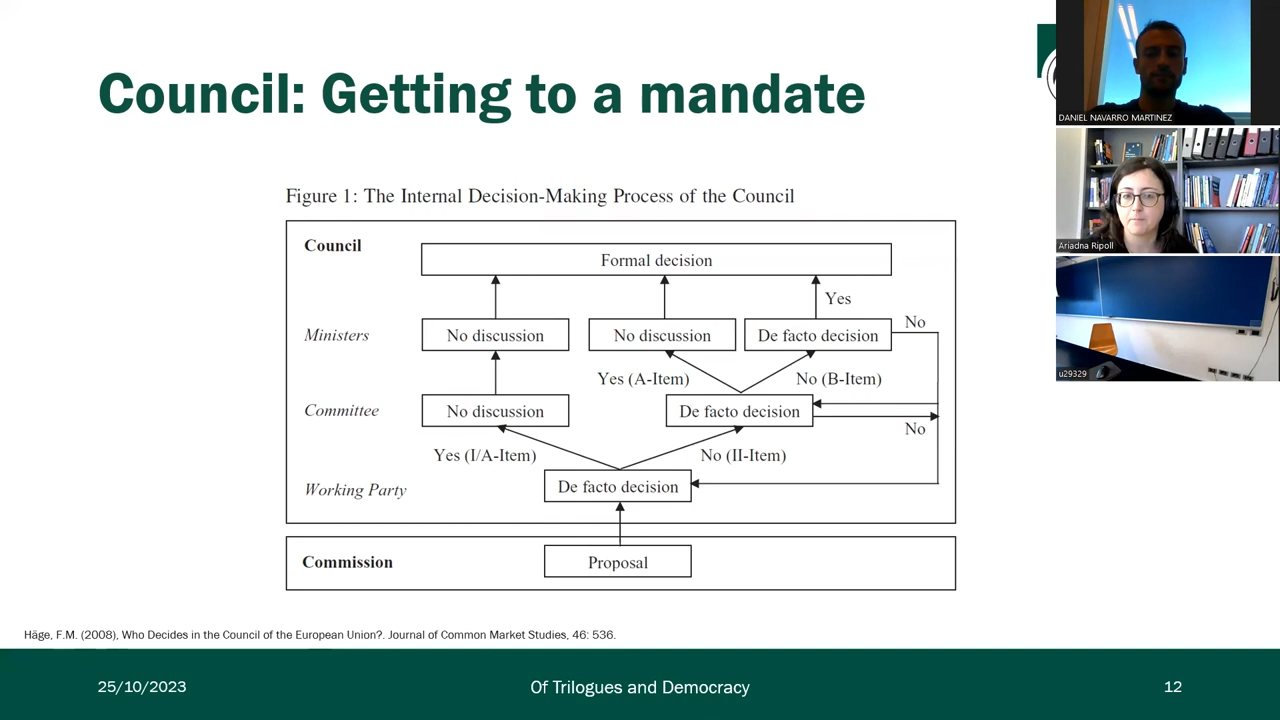 Council: Getting to a mandate
Figure 1: The Internal Decision-Making Process of the Council
Council
Formal decision
Yes
No
Ministers
No discussion
No discussion
De facto decision
Yes (A-Item)
No (B-Item)
Committee
No discussion
De facto decision
No
Yes (I/A-Item)
No (II-Item)
Working Party
De facto decision
Commission
Proposal
Häge, F.M. (2008), Who Decides in the Council of the European Union?. Journal of Common Market Studies, 46: 536.
25/10/2023
Of Trilogues and Democracy
12
DANIEL NAVARRO MARTINEZ
Ariadna Ripoll
u29329